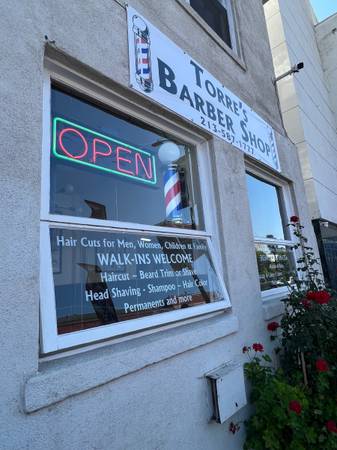 TORRE'S
BARBER SHOP
213-587-1777
OPEN
Hair Cuts for Men, Women, Children & Family
WALK-INS WELCOME
Haircut - Beard Trim or Shave
Head Shaving - Shampoo - Hair Color
Permanents and more